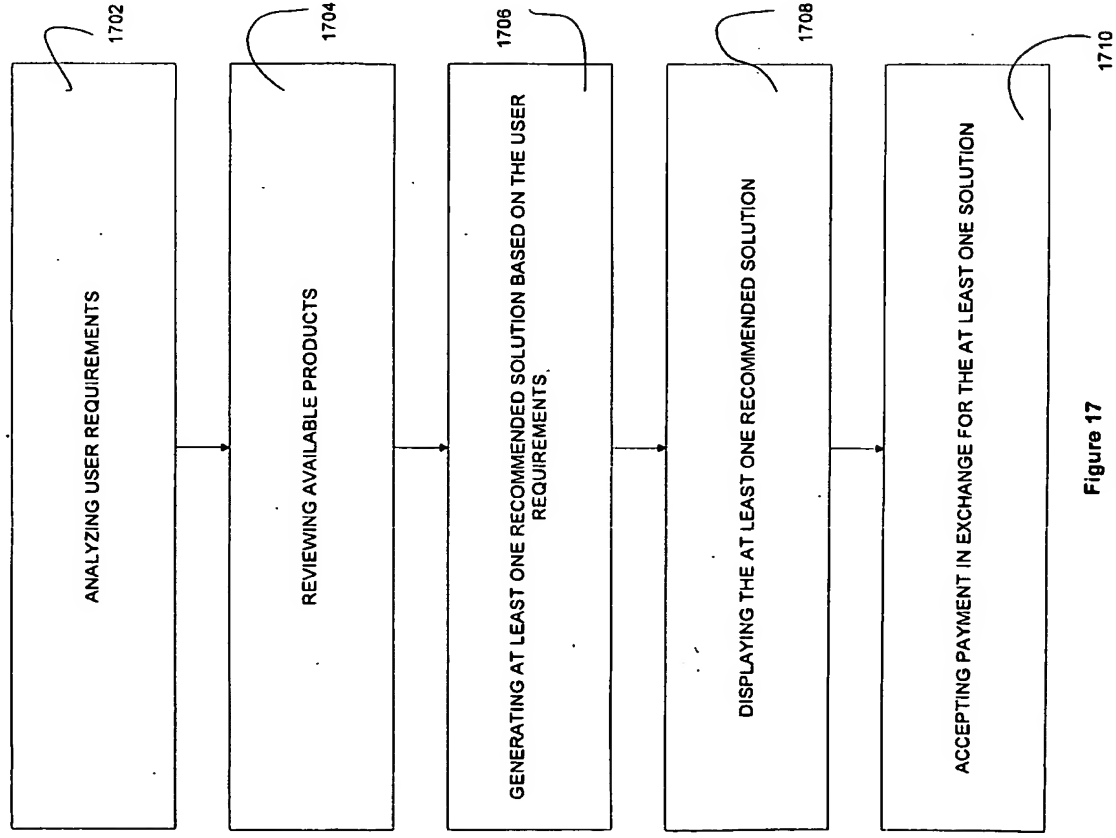 1702
ANALYZING USER REQUIREMENTS
1704
REVIEWING AVAILABLE PRODUCTS
1706
GENERATING AT LEAST ONE RECOMMENDED SOLUTION BASED ON THE USER
REQUIREMENTS
1708
DISPLAYING THE AT LEAST ONE RECOMMENDED SOLUTION
1710
ACCEPTING PAYMENT IN EXCHANGE FOR THE AT LEAST ONE SOLUTION
Figure 17